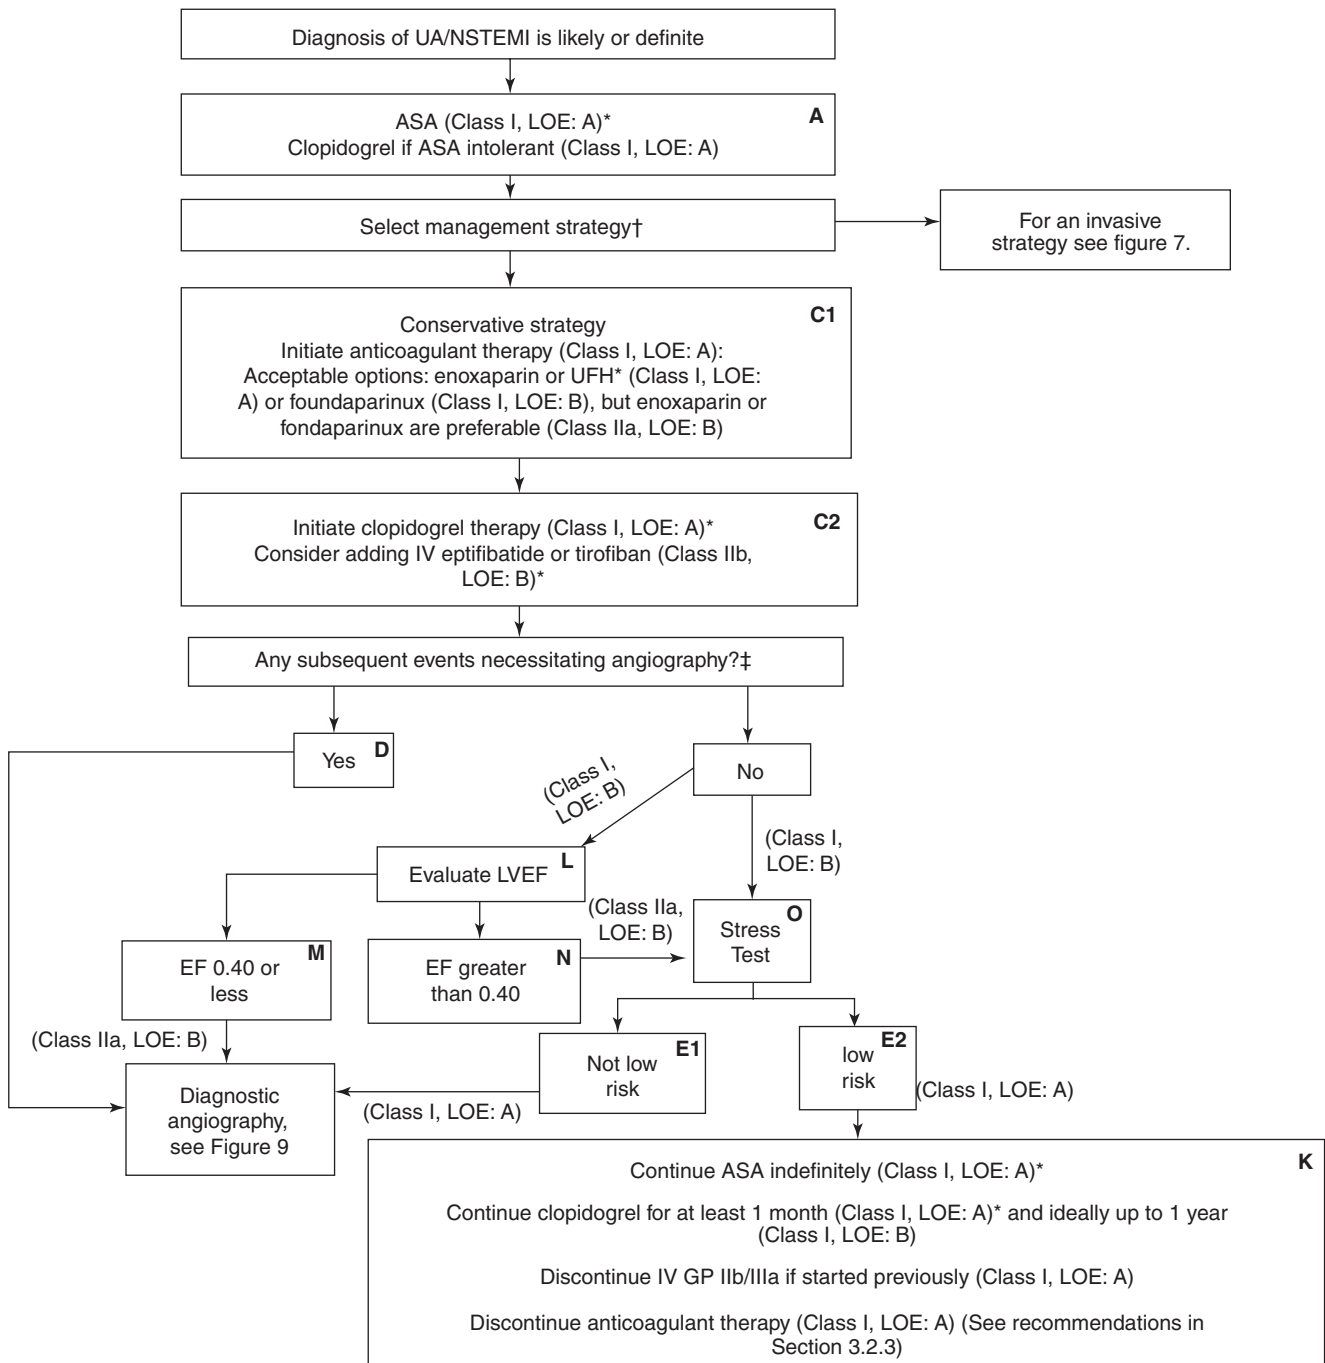 Diagnosis of UA/NSTEMI is likely or definite
A
ASA (Class I, LOE: A)*
Clopidogrel if ASA intolerant (Class I, LOE: A)
Select management strategy†
For an invasive
strategy see figure 7.
C1
Conservative strategy
Initiate anticoagulant therapy (Class I, LOE: A):
Acceptable options: enoxaparin or UFH* (Class I, LOE:
A) or foundaparinux (Class I, LOE: B), but enoxaparin or
fondaparinux are preferable (Class IIa, LOE: B)
C2
Initiate clopidogrel therapy (Class I, LOE: A)*
Consider adding IV eptifibatide or tirofiban (Class IIb,
LOE: B)*
Any subsequent events necessitating angiography?‡
D
Yes
No
(Class I,
LOE: B)
(Class I,
LOE: B)
L
Evaluate LVEF
(Class IIa,
LOE: B)
O
Stress
Test
M
EF 0.40 or
less
N
EF greater
than 0.40
(Class IIa, LOE: B)
E1
Not low
risk
E2
low
risk
(Class I, LOE: A)
(Class I, LOE: A)
Diagnostic
angiography,
see Figure 9
K
Continue ASA indefinitely (Class I, LOE: A)*
Continue clopidogrel for at least 1 month (Class I, LOE: A)* and ideally up to 1 year
(Class I, LOE: B)
Discontinue IV GP IIb/IIIa if started previously (Class I, LOE: A)
Discontinue anticoagulant therapy (Class I, LOE: A) (See recommendations in
Section 3.2.3)